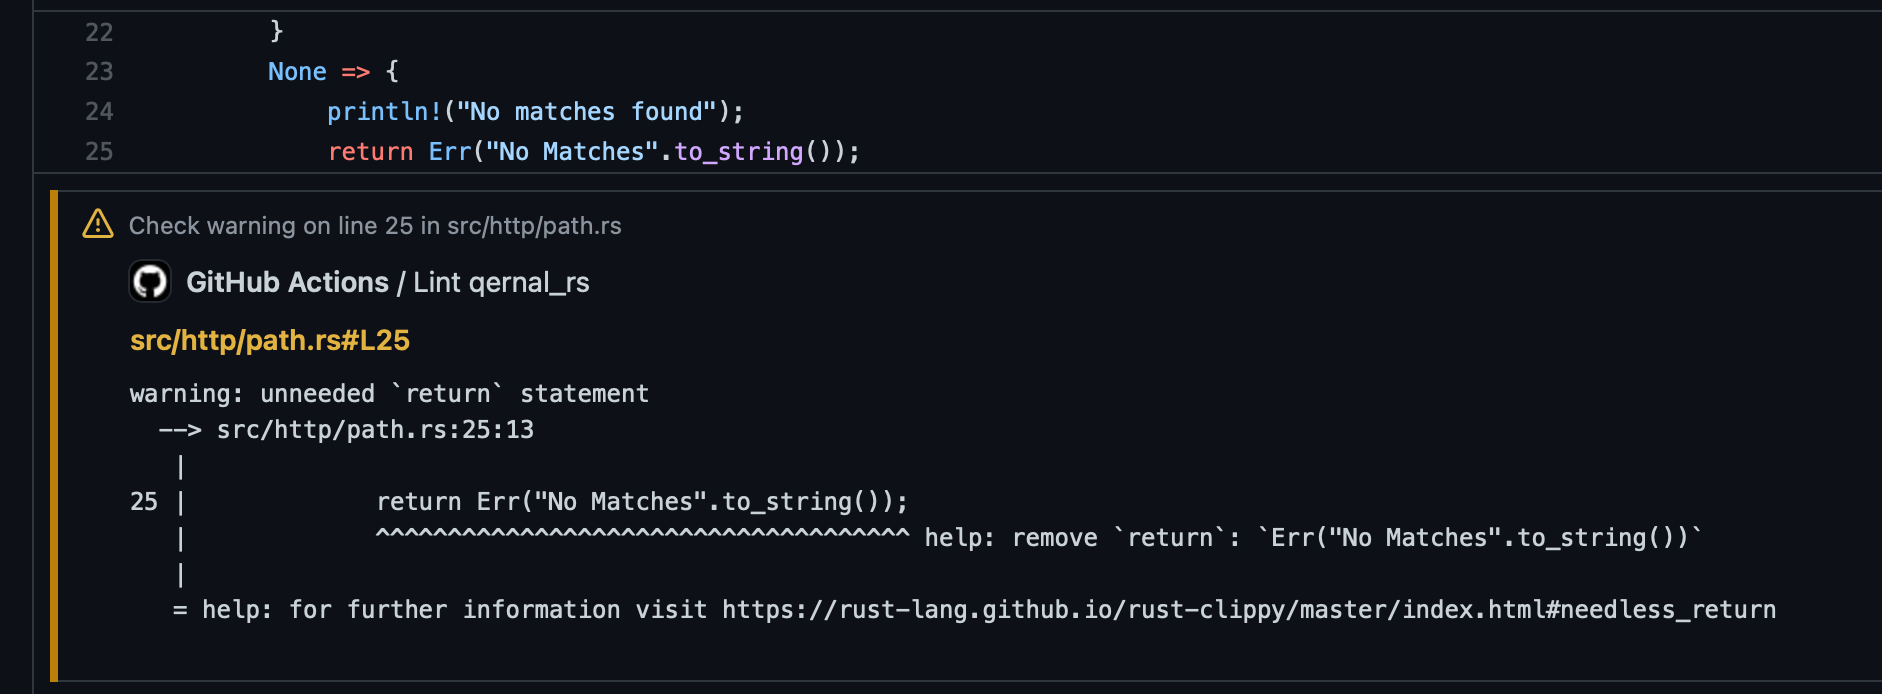 22 }
23 None => {
24 println!("No matches found");
25 return Err("No Matches".to_string());
Check warning on line 25 in src/http/path.rs
GitHub Actions / Lint qernal_rs
src/http/path.rs#L25
warning: unneeded `return` statement
--> src/http/path.rs:25:13
|
25 | return Err("No Matches".to_string());
| ^^^^^^^^^^^^^^^^^^^^^^^^^^^^^^^^^^^^^ help: remove `return`: `Err("No Matches".to_string())`
|
= help: for further information visit https://rust-lang.github.io/rust-clippy/master/index.html#needless_return